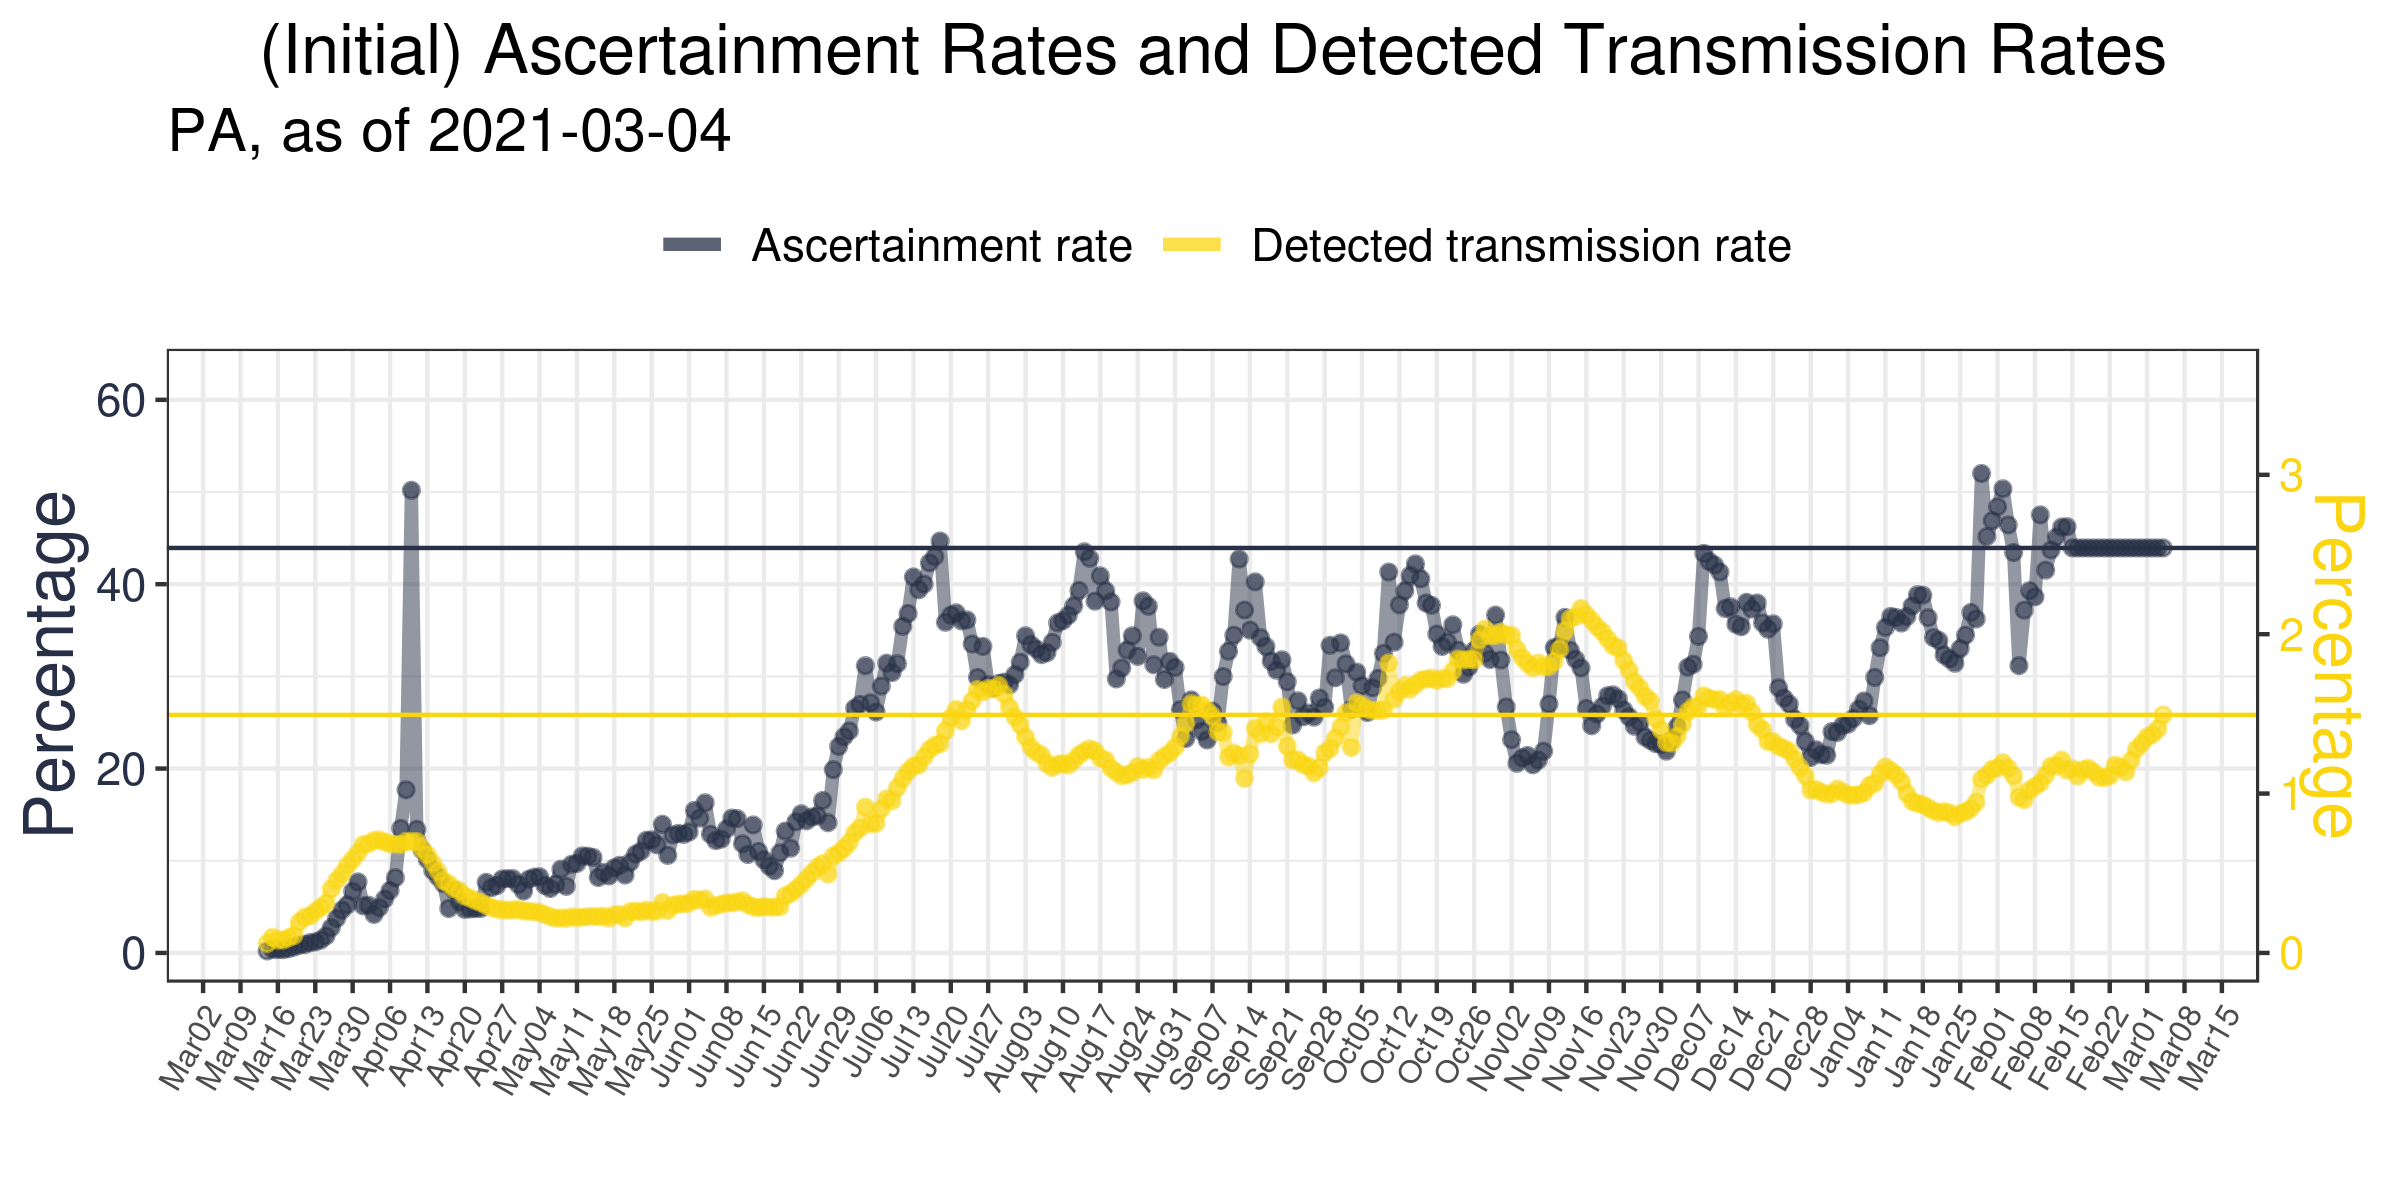 (Initial) Ascertainment Rates and Detected Transmission Rates
PA, as of 2021-03-04
Ascertainment rate
Detected transmission rate
Percentage
60
40
20
0
3
2
1
0
Percentage
Mar02
Mar09
Mar16
Mar23
Mar30
Apr06
Apr13
Apr20
Apr27
May04
May11
May18
May25
Jun01
Jun08
Jun15
Jun22
Jun29
Jul06
Jul13
Jul20
Jul27
Aug03
Aug10
Aug17
Aug24
Aug31
Sep07
Sep14
Sep21
Sep28
Oct05
Oct12
Oct19
Oct26
Nov02
Nov09
Nov16
Nov23
Nov30
Dec07
Dec14
Dec21
Dec28
Jan04
Jan11
Jan18
Jan25
Feb01
Feb08
Feb15
Feb22
Mar01
Mar08
Mar15